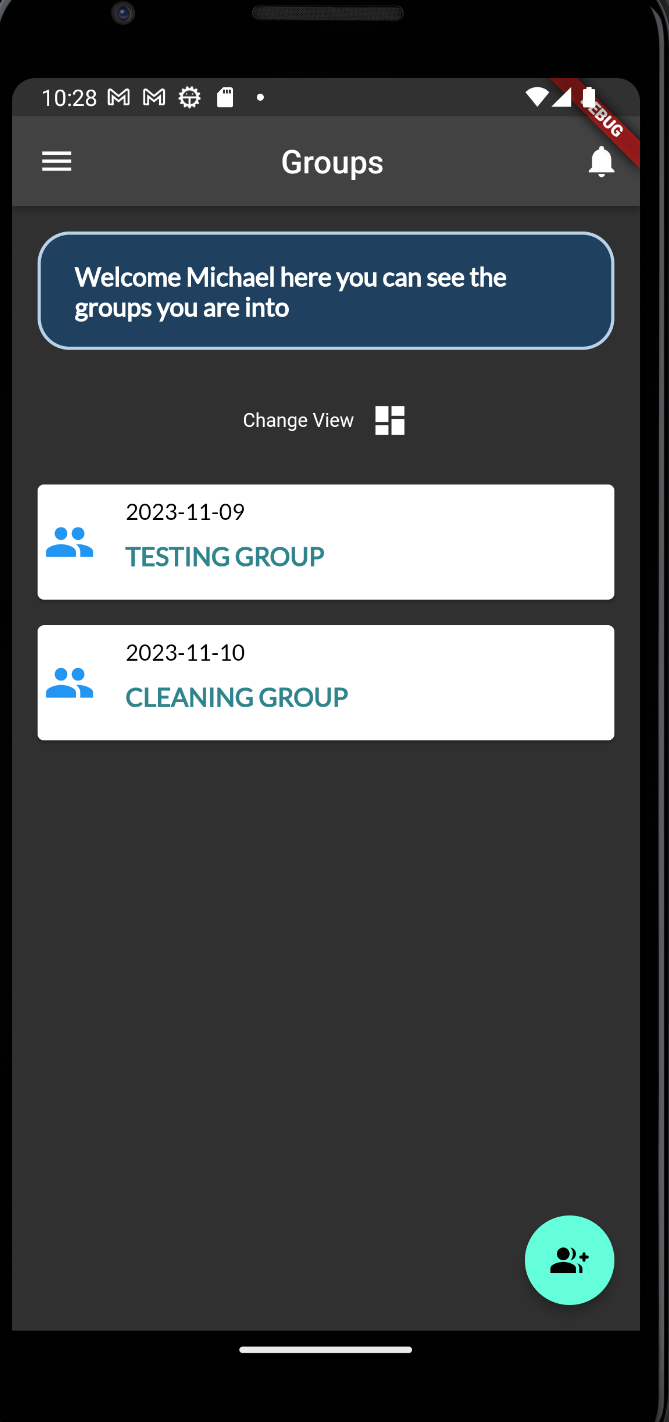 10:28
DEBUG
Groups
Welcome Michael here you can see the
groups you are into
Change View
2023-11-09
TESTING GROUP
2023-11-10
CLEANING GROUP